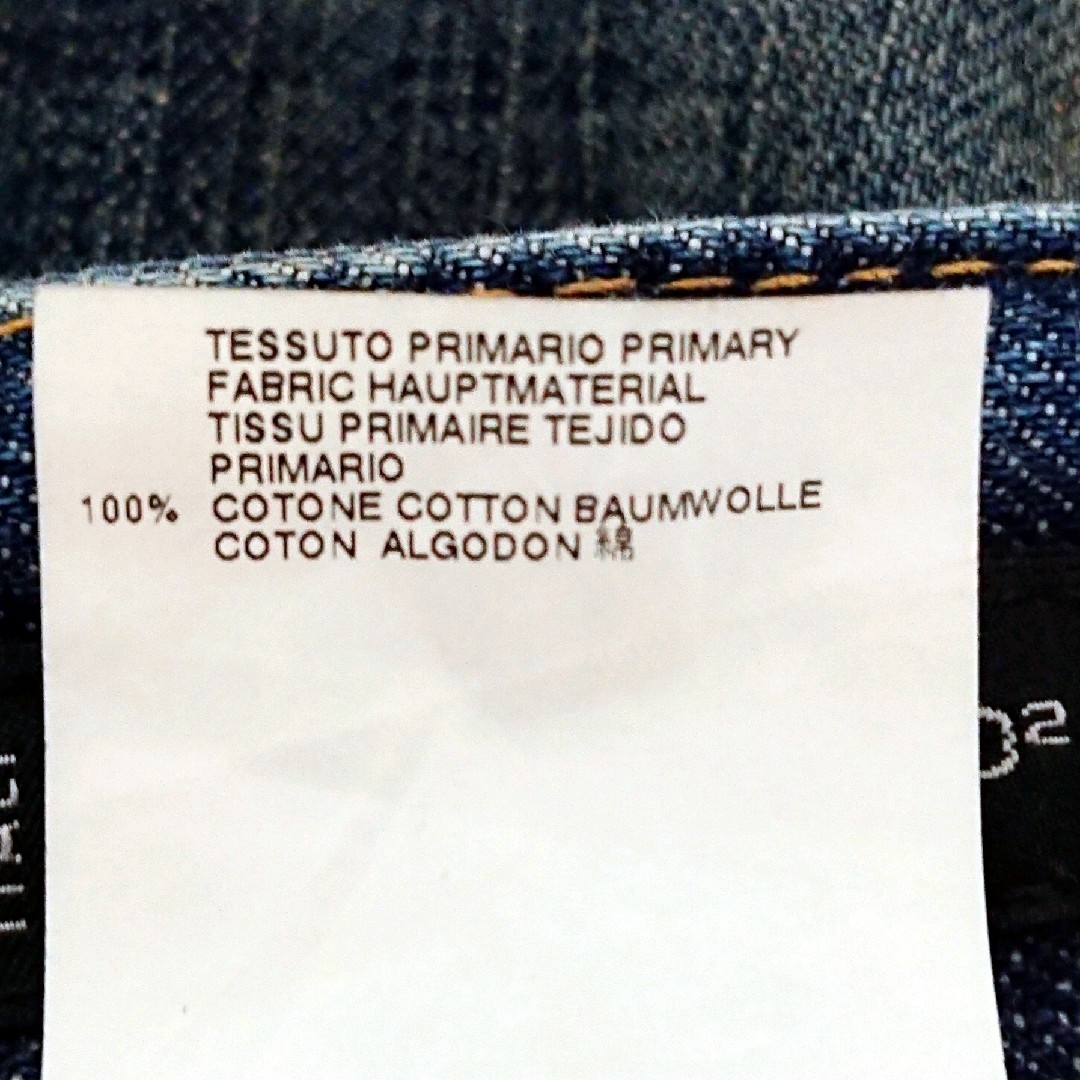 TESSUTO PRIMARIO PRIMARY
FABRIC HAUPTMATERIAL
TISSU PRIMAIRE TEJIDO
PRIMARIO
100% COTONE COTTON BAUMWOLLE
COTON ALGODON 綿